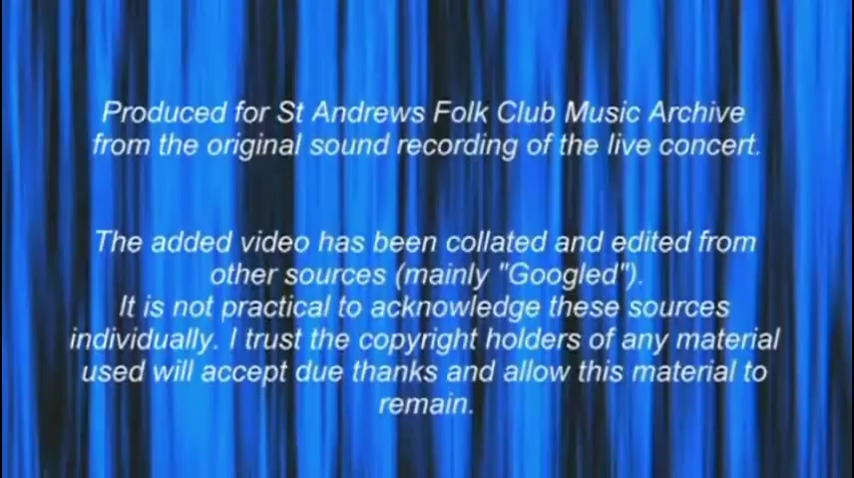 Produced for St Andrews Folk Club Music Archive
from the original sound recording of the live concert.
The added video has been collated and edited from
other sources (mainly "Googled").
It is not practical to acknowledge these sources
individually. I trust the copyright holders of any material
used will accept due thanks and allow this material to
remain.